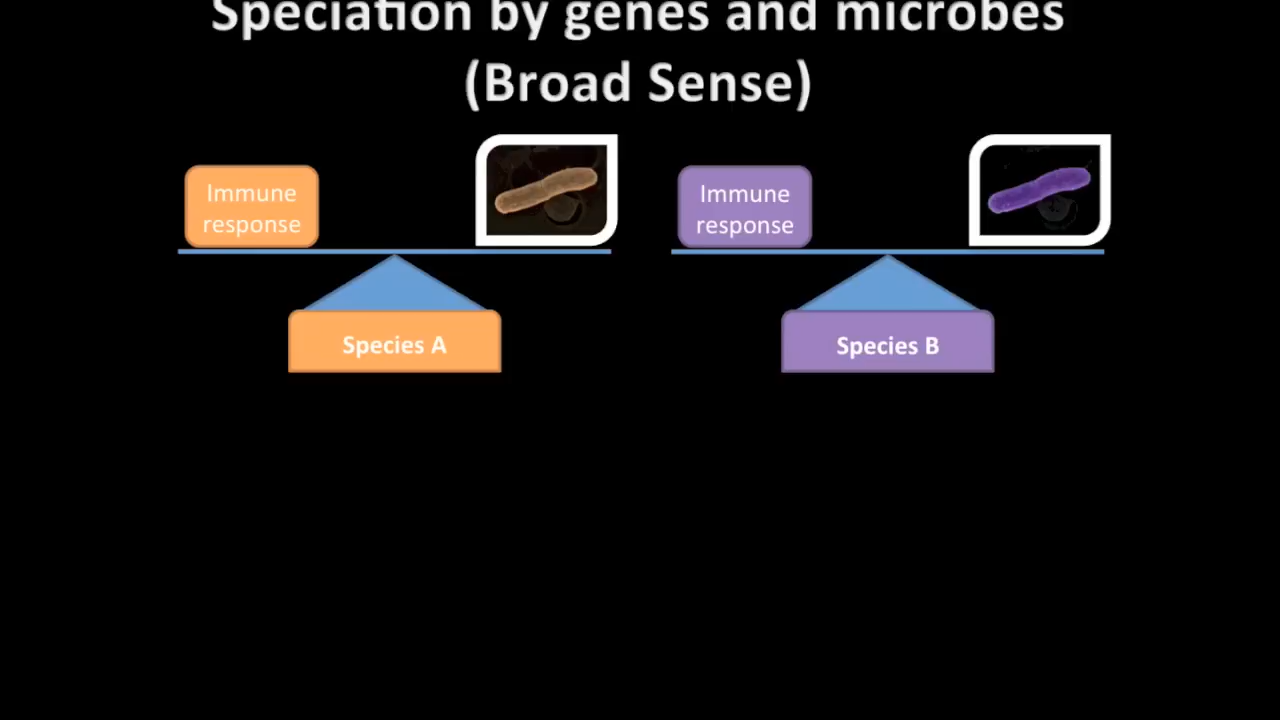 Speciation by genes and microbes
(Broad Sense)
Immune
response
Immune
response
Species A
Species B